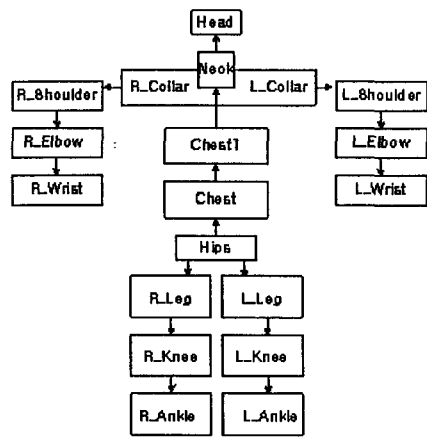 Head
Neck
R_Collar L_Collar
R_Shoulder L_Shoulder
R_Elbow Chest1 L_Elbow
R_Wrist Chest L_Wrist
Hips
R_Leg L_Leg
R_Knee L_Knee
R_Ankle L_Ankle